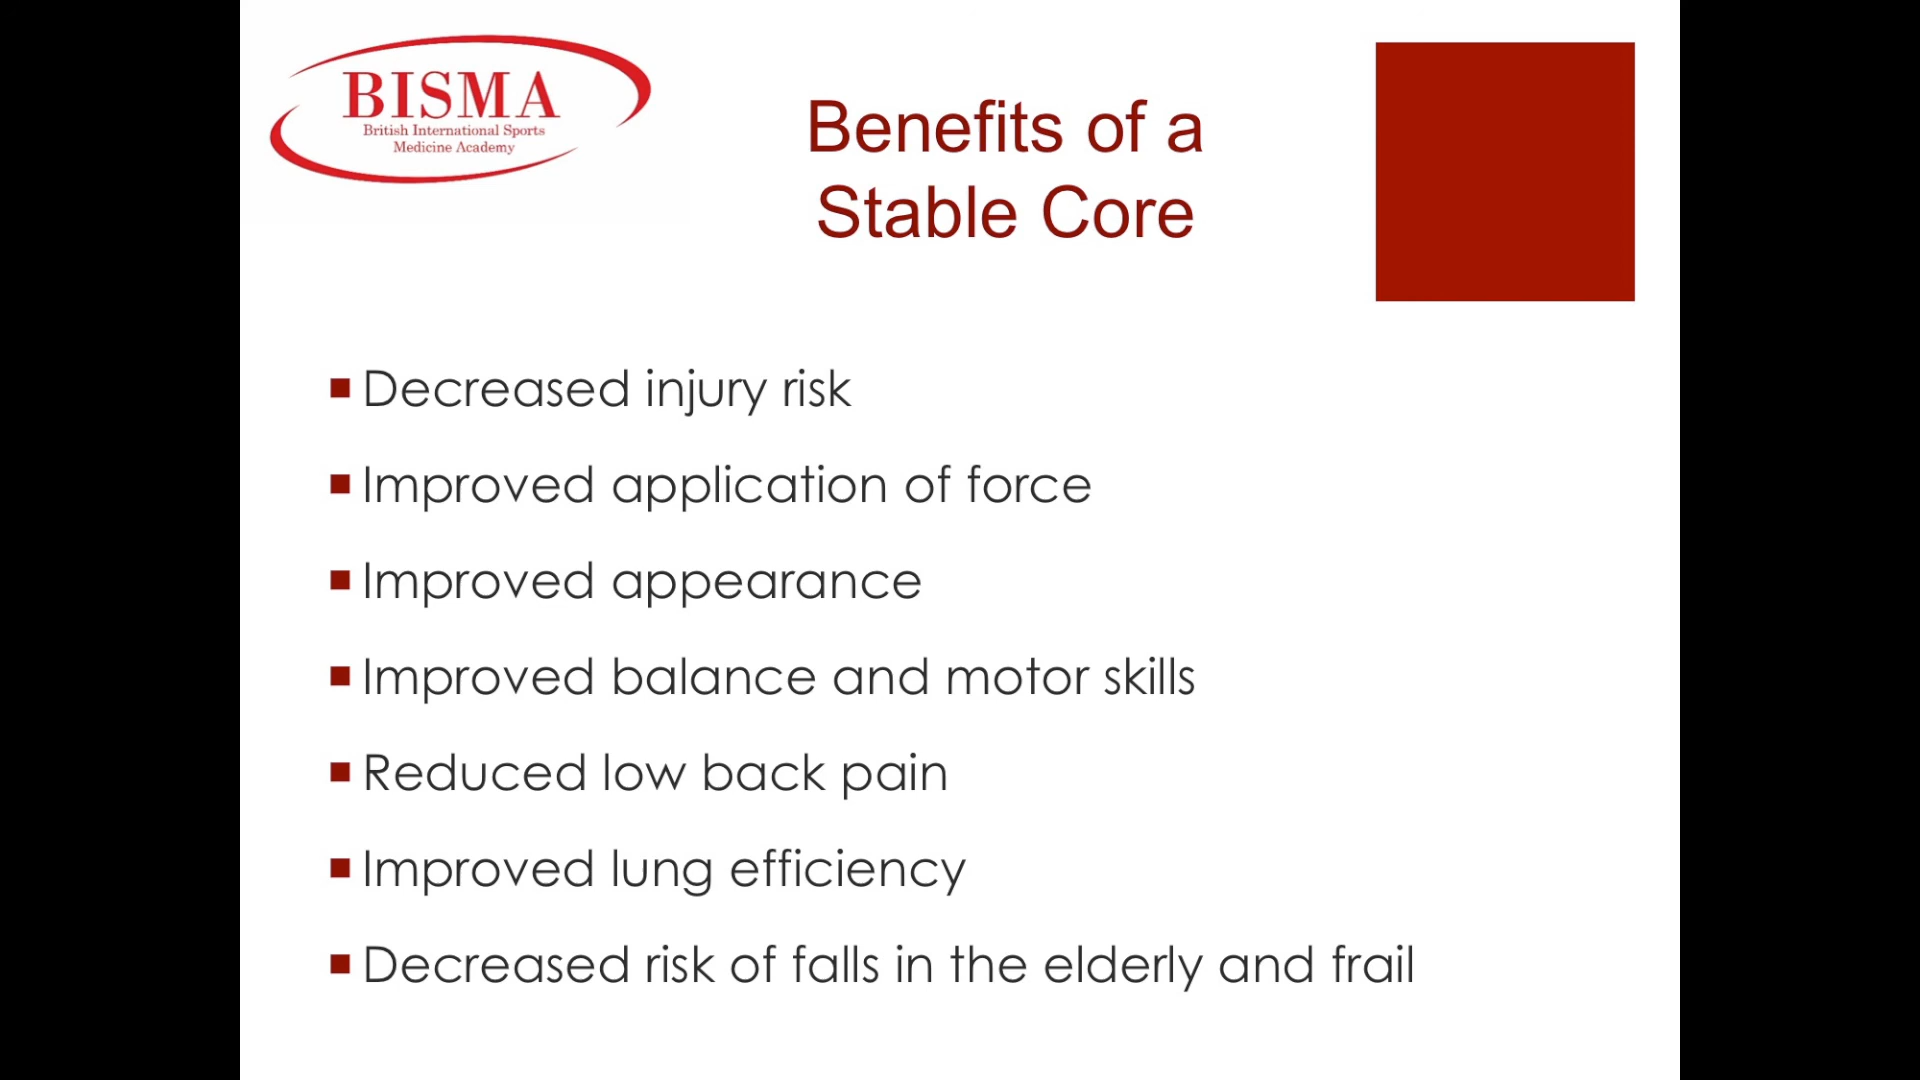 BISMA
British International Sports
Medicine Academy
Benefits of a
Stable Core
Decreased injury risk
Improved application of force
Improved appearance
Improved balance and motor skills
Reduced low back pain
Improved lung efficiency
Decreased risk of falls in the elderly and frail